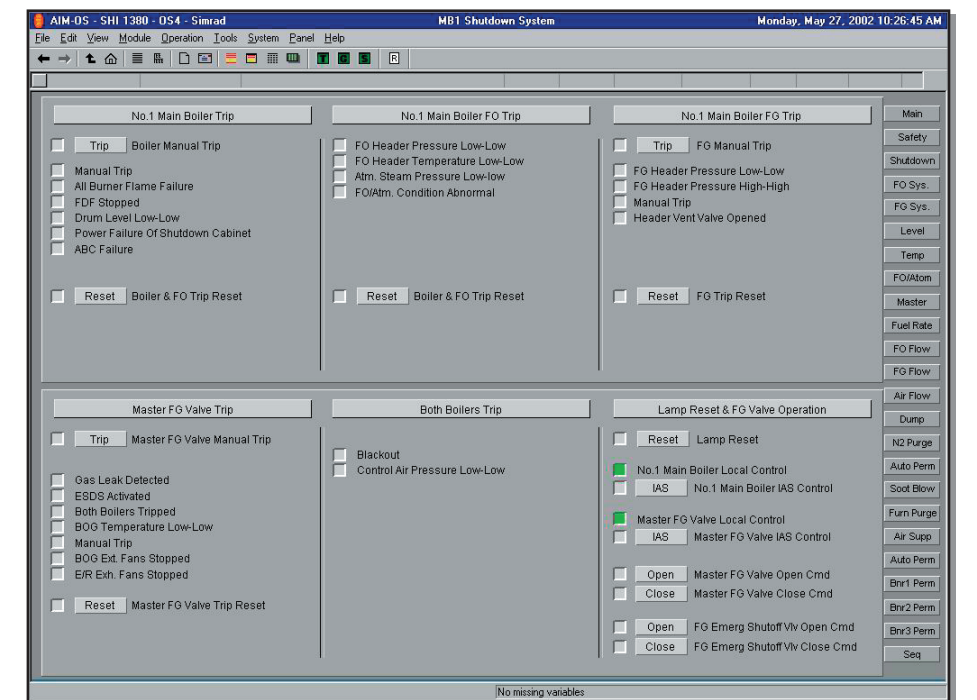 AIM-OS - SHI 1380 - OS4 - Simrad MB1 Shutdown System Monday, May 27, 2002 10:26:45 AM
File Edit View Module Operation Tools System Panel Help
T G S R
No.1 Main Boiler Trip
Trip Boiler Manual Trip
Manual Trip
All Burner Flame Failure
FDF Stopped
Drum Level Low-Low
Power Failure Of Shutdown Cabinet
ABC Failure
Reset Boiler & FO Trip Reset
No.1 Main Boiler FO Trip
FO Header Pressure Low-Low
FO Header Temperature Low-Low
Atm. Steam Pressure Low-low
FO/Atm. Condition Abnormal
Reset Boiler & FO Trip Reset
No.1 Main Boiler FG Trip
Trip FG Manual Trip
FG Header Pressure Low-Low
FG Header Pressure High-High
Manual Trip
Header Vent Valve Opened
Reset FG Trip Reset
Master FG Valve Trip
Trip Master FG Valve Manual Trip
Gas Leak Detected
ESDS Activated
Both Boilers Tripped
BOG Temperature Low-Low
Manual Trip
BOG Ext. Fans Stopped
E/R Exh. Fans Stopped
Reset Master FG Valve Trip Reset
Both Boilers Trip
Blackout
Control Air Pressure Low-Low
Lamp Reset & FG Valve Operation
Reset Lamp Reset
No.1 Main Boiler Local Control
IAS No.1 Main Boiler IAS Control
Master FG Valve Local Control
IAS Master FG Valve IAS Control
Open Master FG Valve Open Cmd
Close Master FG Valve Close Cmd
Open FG Emerg Shutoff Vlv Open Cmd
Close FG Emerg Shutoff Vlv Close Cmd
Main
Safety
Shutdown
FO Sys.
FG Sys.
Level
Temp
FO/Atom
Master
Fuel Rate
FO Flow
FG Flow
Air Flow
Dump
N2 Purge
Auto Perm
Soot Blow
Furn Purge
Air Supp
Auto Perm
Bnr1 Perm
Bnr2 Perm
Bnr3 Perm
Seq
No missing variables